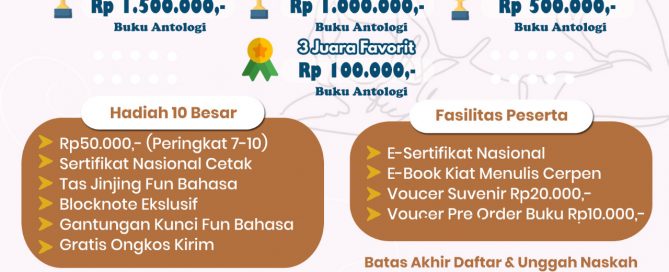 Rp 1.500.000,-
Buku Antologi
Rp 1.000.000,-
Buku Antologi
Rp 500.000,-
Buku Antologi
3 Juara Favorit
Rp 100.000,-
Buku Antologi
Hadiah 10 Besar
Rp50.000,- (Peringkat 7-10)
Sertifikat Nasional Cetak
Tas Jinjing Fun Bahasa
Blocknote Ekslusif
Gantungan Kunci Fun Bahasa
Gratis Ongkos Kirim
Fasilitas Peserta
E-Sertifikat Nasional
E-Book Kiat Menulis Cerpen
Voucer Suvenir Rp20.000,-
Voucer Pre Order Buku Rp10.000,-
Batas Akhir Daftar & Unggah Naskah